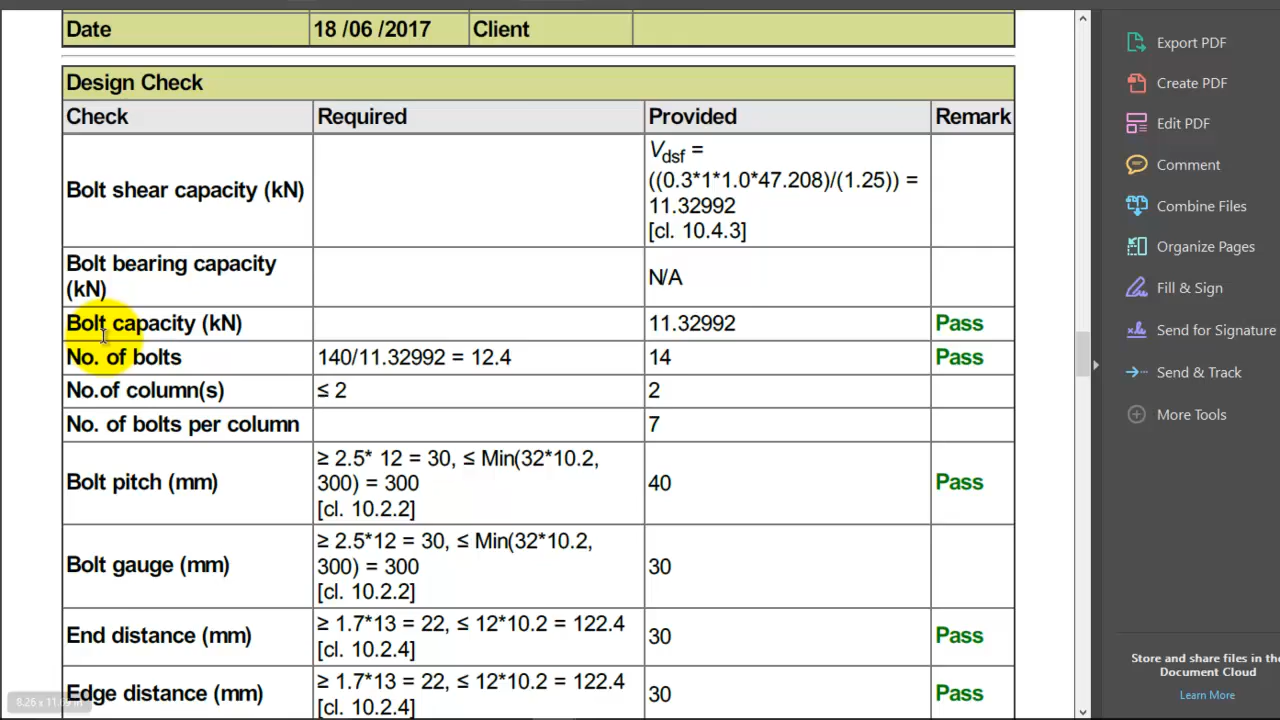 Date 18 /06 /2017 Client
Design Check
Check Required Provided Remark
Bolt shear capacity (kN)
Vdsf =
((0.3*1*1.0*47.208)/(1.25)) =
11.32992
[cl. 10.4.3]
Bolt bearing capacity
(kN)
N/A
Bolt capacity (kN) 11.32992 Pass
No. of bolts 140/11.32992 = 12.4 14 Pass
No.of column(s) ≤ 2 2
No. of bolts per column 7
Bolt pitch (mm)
≥ 2.5* 12 = 30, ≤ Min(32*10.2,
300) = 300
[cl. 10.2.2]
40
Pass
Bolt gauge (mm)
≥ 2.5*12 = 30, ≤ Min(32*10.2,
300) = 300
[cl. 10.2.2]
30
End distance (mm)
≥ 1.7*13 = 22, ≤ 12*10.2 = 122.4
[cl. 10.2.4]
30
Pass
Edge distance (mm)
≥ 1.7*13 = 22, ≤ 12*10.2 = 122.4
[cl. 10.2.4]
30
Pass
Export PDF
Create PDF
Edit PDF
Comment
Combine Files
Organize Pages
Fill & Sign
Send for Signature
Send & Track
More Tools
Store and share files in the
Document Cloud
Learn More